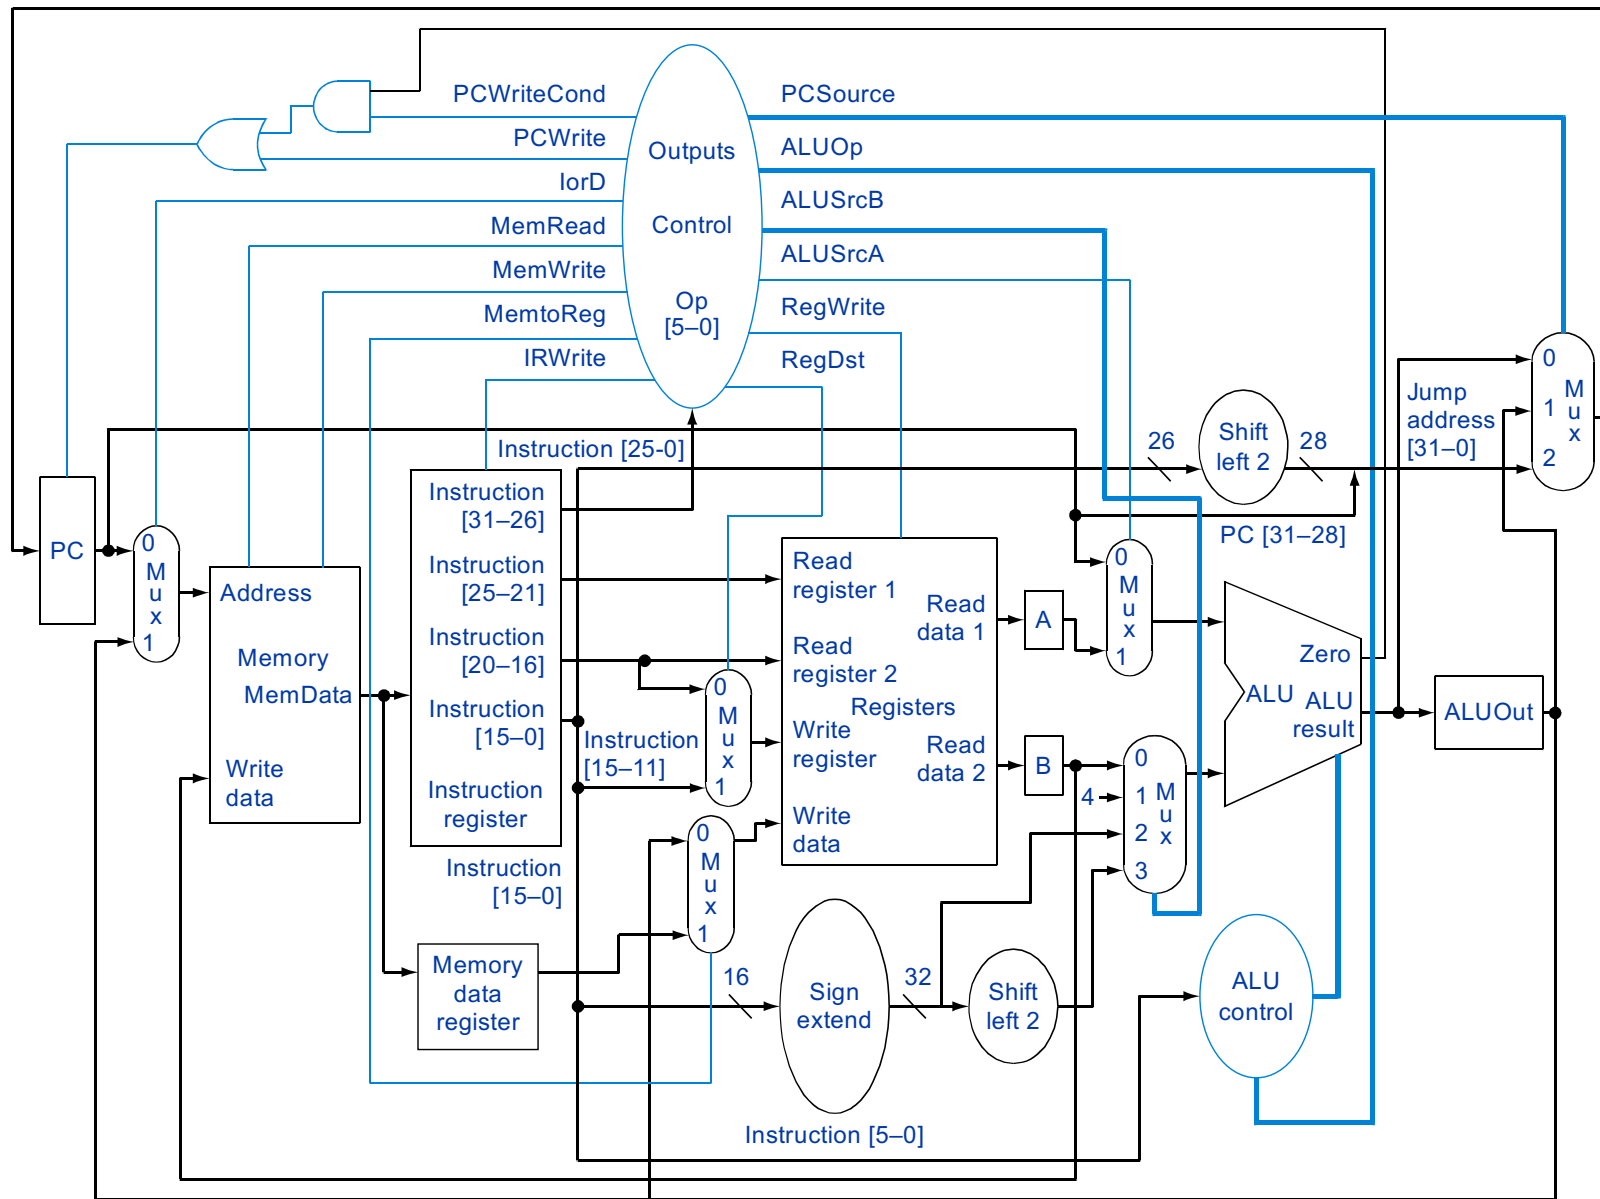 PCWriteCond
PCWrite
IorD
MemRead
MemWrite
MemtoReg
IRWrite
Outputs
Control
Op
[5–0]
PCSource
ALUOp
ALUSrcB
ALUSrcA
RegWrite
RegDst
PC
0
M
u
x
1
Address
Memory
MemData
Write
data
Instruction [25-0]
Instruction
[31–26]
Instruction
[25–21]
Instruction
[20–16]
Instruction
[15–0]
Instruction
register
Instruction
[15–0]
Memory
data
register
Instruction
[15–11]
0
M
u
x
1
0
M
u
x
1
Read
register 1
Read
register 2
Registers
Write
register
Write
data
Read
data 1
Read
data 2
16
Sign
extend
32
Shift
left 2
Instruction [5–0]
A
B
4
0
M
u
x
1
0
1
2
3
M
u
x
26
Shift
left 2
28
PC [31–28]
Jump
address
[31–0]
Zero
ALU
ALU
result
ALUOut
ALU
control
0
1
2
M
u
x